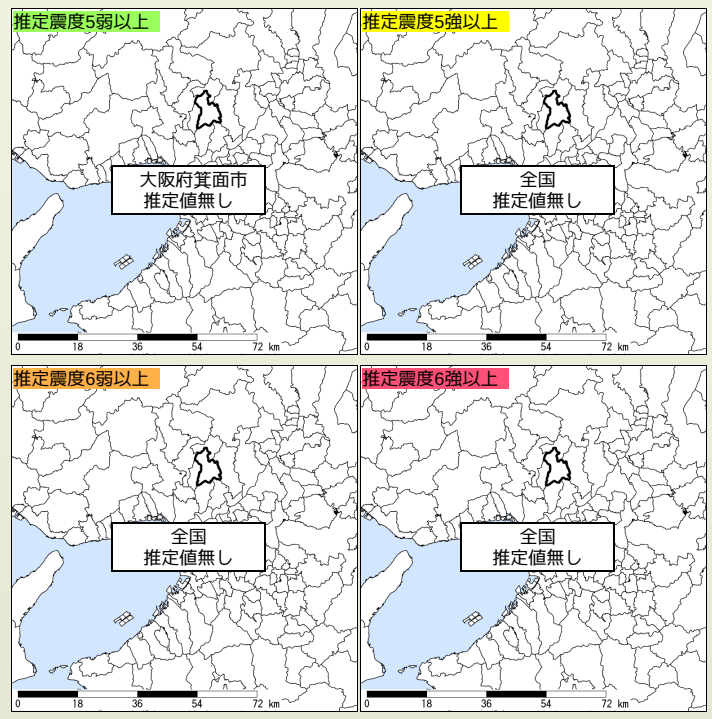 推定震度5弱以上
大阪府箕面市
推定値無し
0 18 36 54 72 km
推定震度5強以上
全国
推定値無し
0 18 36 54 72 km
推定震度6弱以上
全国
推定値無し
0 18 36 54 72 km
推定震度6強以上
全国
推定値無し
0 18 36 54 72 km